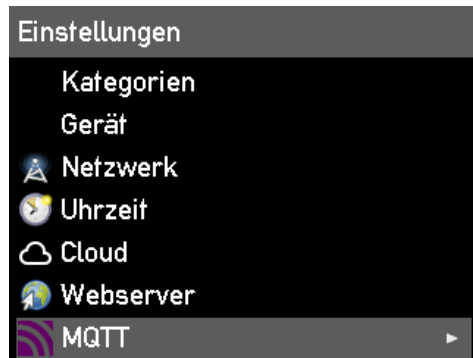 Einstellungen
Kategorien
Gerät
Netzwerk
Uhrzeit
Cloud
Webserver
MQTT